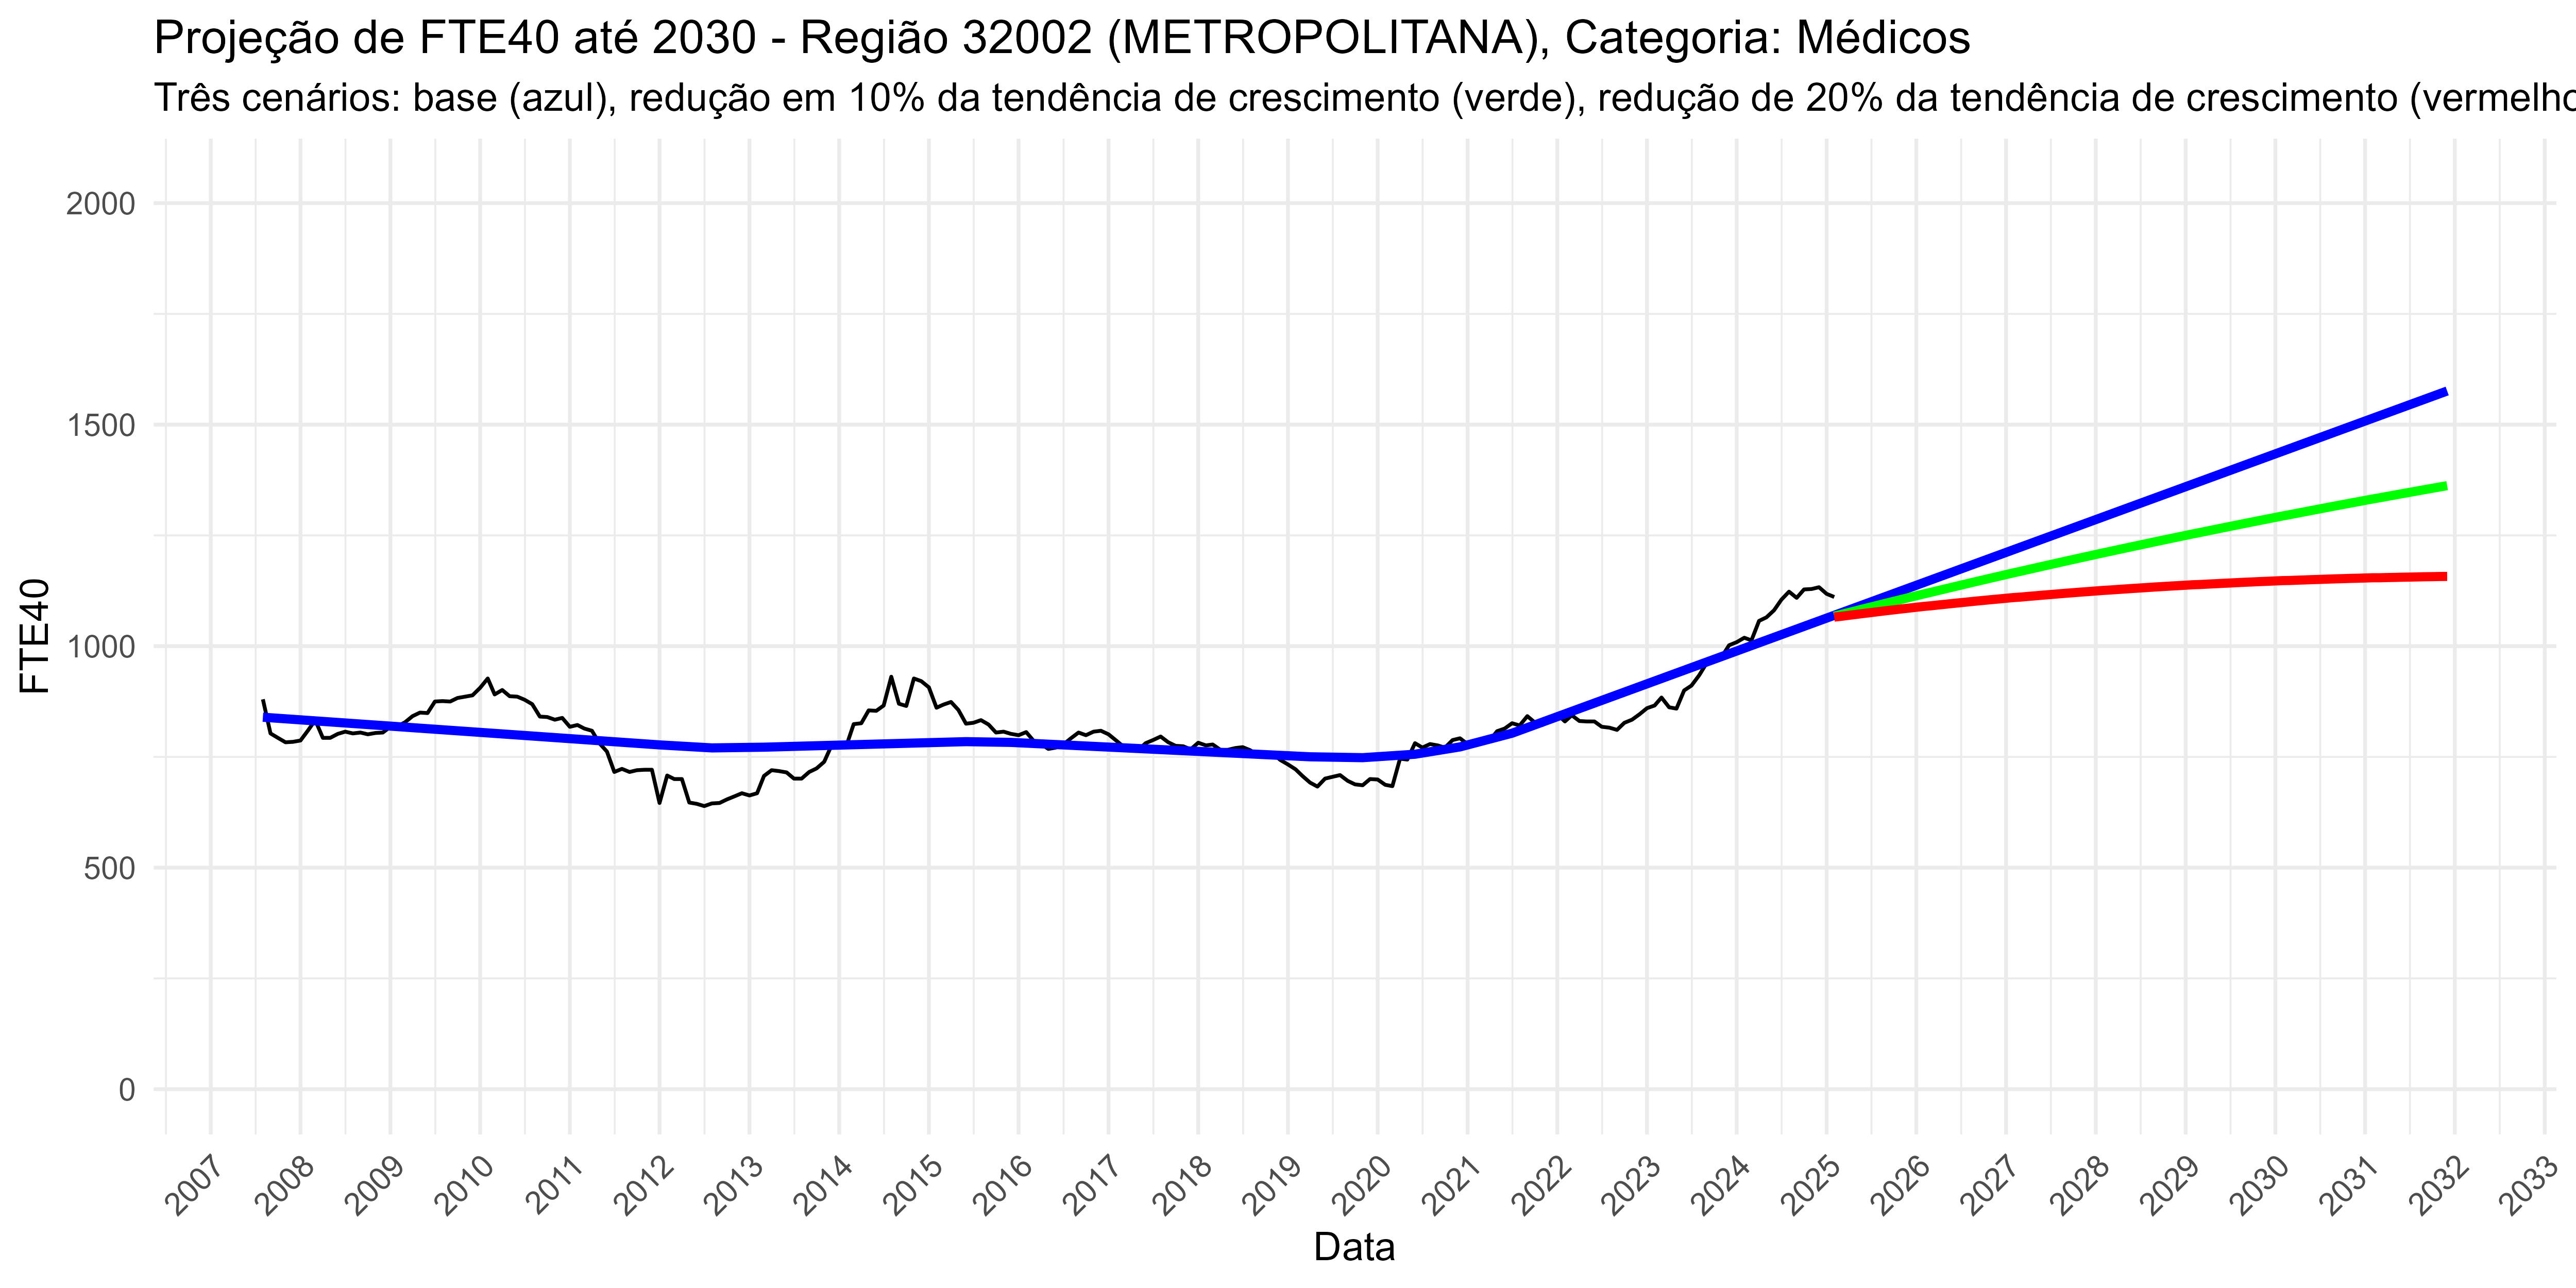 Projeção de FTE40 até 2030 - Região 32002 (METROPOLITANA), Categoria: Médicos
Três cenários: base (azul), redução em 10% da tendência de crescimento (verde), redução de 20% da tendência de crescimento (vermelho
2000
1500
1000
500
0
FTE40
2007 2008 2009 2010 2011 2012 2013 2014 2015 2016 2017 2018 2019 2020 2021 2022 2023 2024 2025 2026 2027 2028 2029 2030 2031 2032 2033
Data